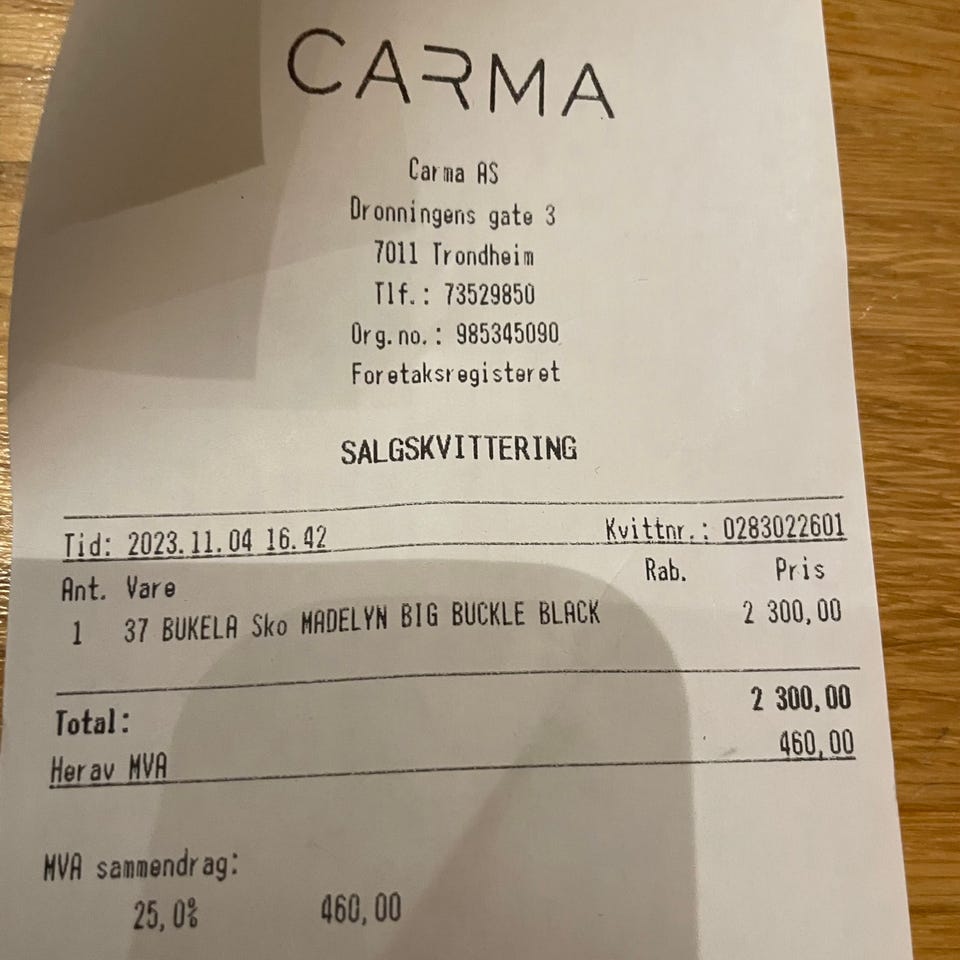 CARMA
Carma AS
Dronningens gate 3
7011 Trondheim
Tlf.: 73529850
Org.no.: 985345090
Foretaksregisteret
SALGSKVITTERING
Tid: 2023.11.04 16.42 Kvittnr.: 0283022601
Ant. Vare Rab. Pris
1 37 BUKELA Sko MADELYN BIG BUCKLE BLACK 2 300,00
Total: 2 300,00
Herav MVA 460,00
MVA sammendrag:
25,0% 460,00